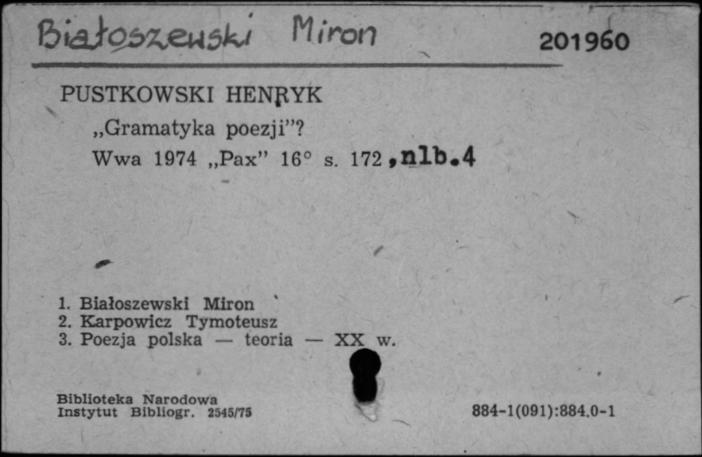 Białoszewski Miron 201960
PUSTKOWSKI HENRYK
„Gramatyka poezji”?
Wwa 1974 „Pax” 16° s. 172, nlb.4
1. Białoszewski Miron
2. Karpowicz Tymoteusz
3. Poezja polska — teoria — XX w.
Biblioteka Narodowa
Instytut Bibliogr. 2545/75 884-1(091):884.0-1